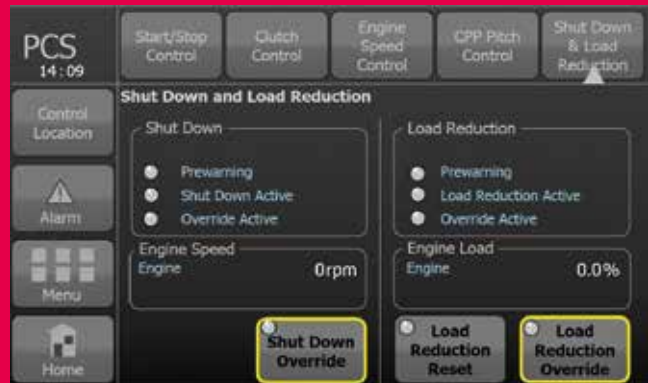 PCS
14:09
Start/Stop
Control
Clutch
Control
Engine
Speed
Control
CPP Pitch
Control
Shut Down
& Load
Reduction
Control
Location
Alarm
Menu
Home
Shut Down and Load Reduction
Shut Down
Prewarning
Shut Down Active
Override Active
Engine Speed
Engine 0rpm
Shut Down
Override
Load Reduction
Prewarning
Load Reduction Active
Override Active
Engine Load
Engine 0.0%
Load
Reduction
Reset
Load
Reduction
Override